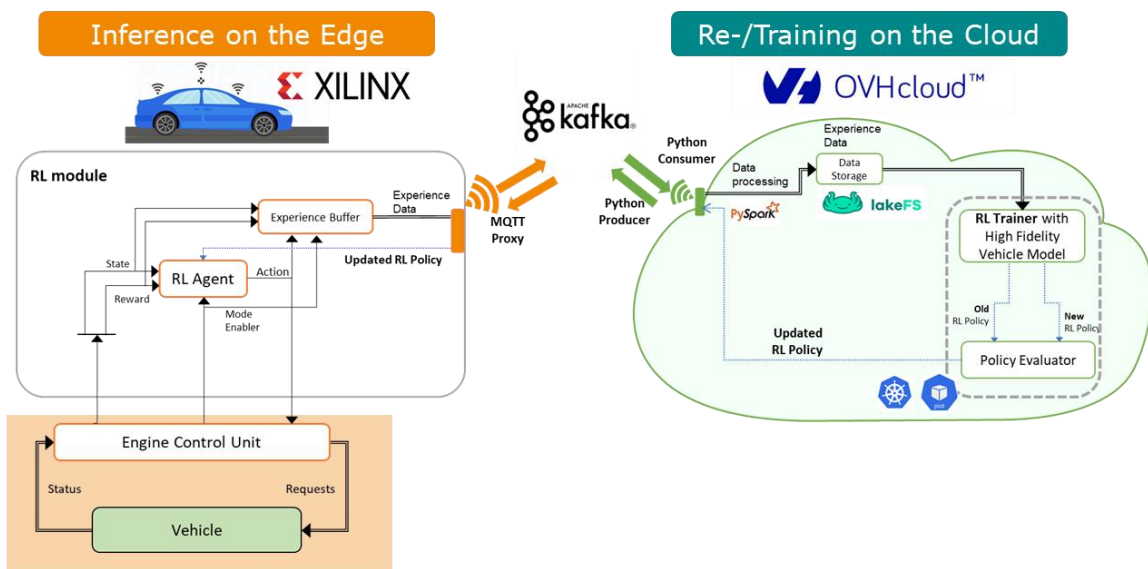 Inference on the Edge
Re-/Training on the Cloud
XILINX
APACHE
kafka®
OVHcloud™
RL module
Experience Buffer
Experience
Data
MQTT
Proxy
Updated RL Policy
State
RL Agent
Action
Reward
Mode
Enabler
Engine Control Unit
Status
Requests
Vehicle
Python
Consumer
Python
Producer
Data
processing
PySpark
Experience
Data
Data
Storage
lakeFS
RL Trainer with
High Fidelity
Vehicle Model
Old
RL Policy
New
RL Policy
Updated
RL Policy
Policy Evaluator
pod